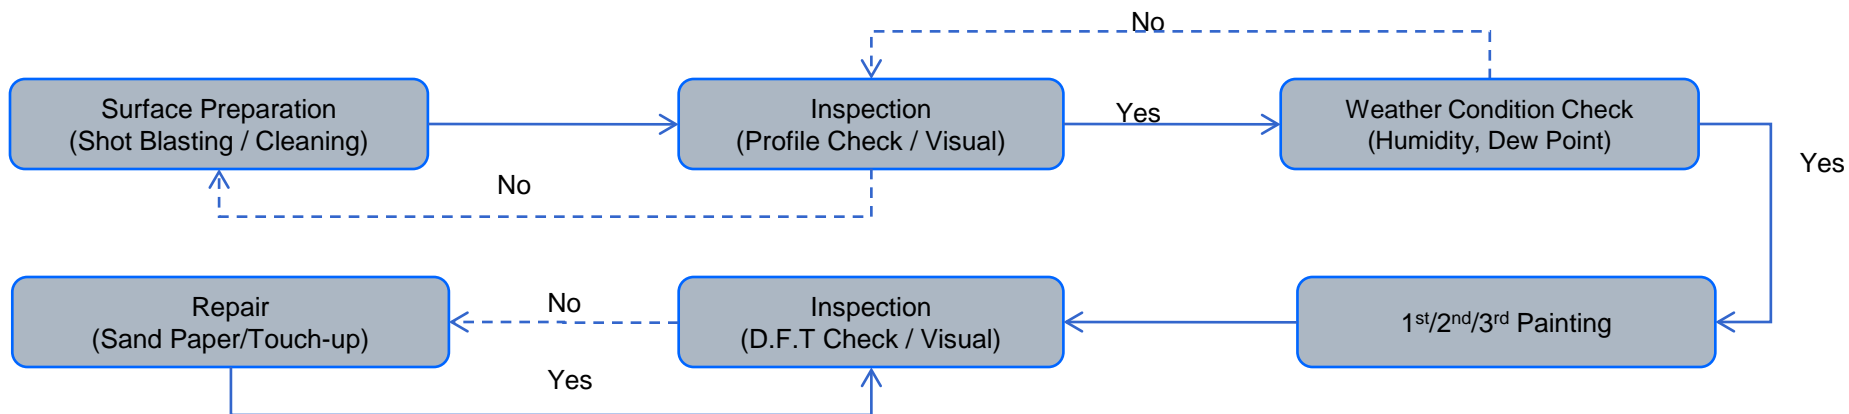 No
Surface Preparation
(Shot Blasting / Cleaning)
Inspection
(Profile Check / Visual)
Yes
Weather Condition Check
(Humidity, Dew Point)
Yes
No
Repair
(Sand Paper/Touch-up)
No
Inspection
(D.F.T Check / Visual)
1st/2nd/3rd Painting
Yes